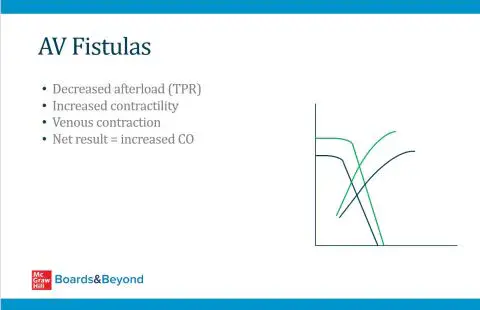 AV Fistulas
• Decreased afterload (TPR)
• Increased contractility
• Venous contraction
• Net result = increased CO
Mc
Graw
Hill
Boards&Beyond